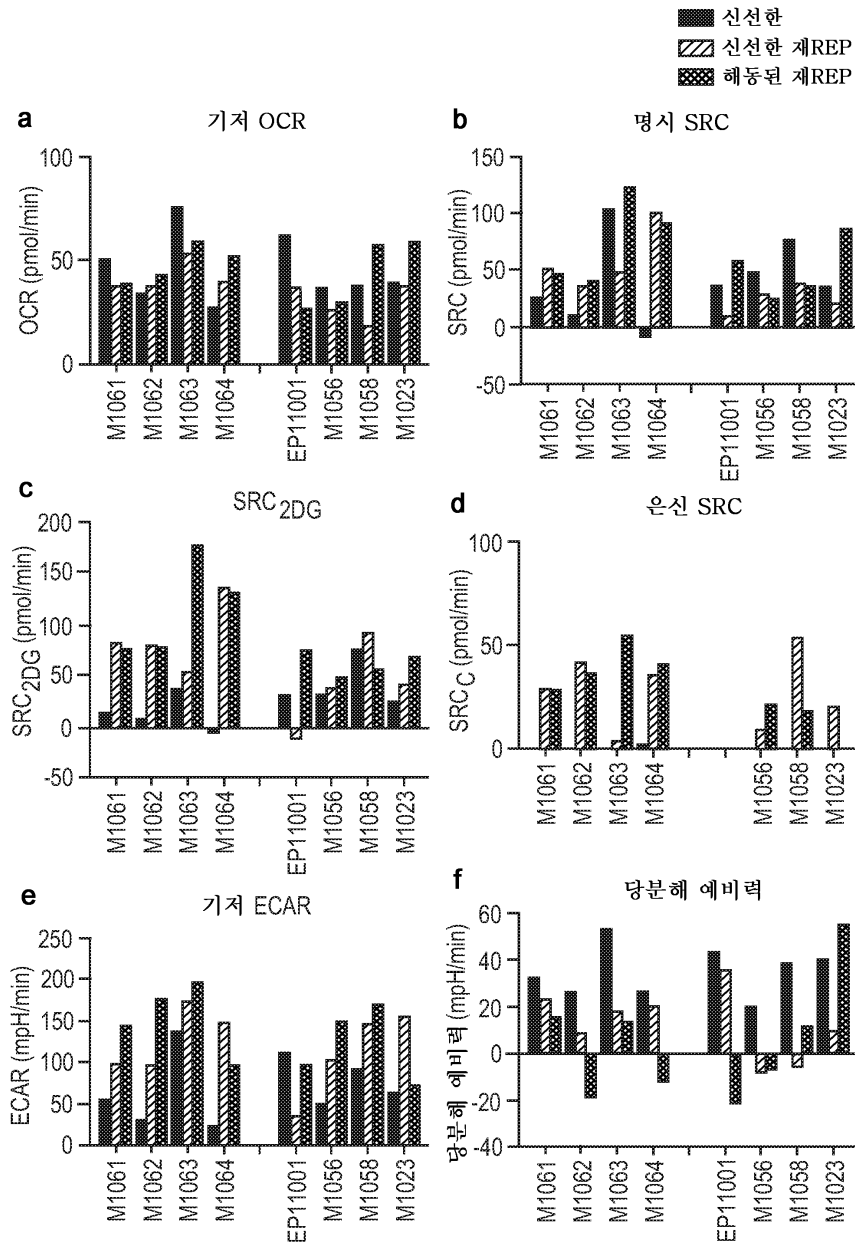 신선한
신선한 재REP
해동된 재REP
a
기저 OCR
OCR (pmol/min)
100
50
0
M1061
M1062
M1063
M1064
EP11001
M1056
M1058
M1023
b
명시 SRC
SRC (pmol/min)
150
100
50
0
-50
M1061
M1062
M1063
M1064
EP11001
M1056
M1058
M1023
c
SRC2DG
SRC2DG (pmol/min)
200
150
100
50
0
-50
M1061
M1062
M1063
M1064
EP11001
M1056
M1058
M1023
d
은신 SRC
SRCC (pmol/min)
100
50
0
M1061
M1062
M1063
M1064
M1056
M1058
M1023
e
기저 ECAR
ECAR (mpH/min)
250
200
150
100
50
0
M1061
M1062
M1063
M1064
EP11001
M1056
M1058
M1023
f
당분해 예비력
당분해 예비력 (mpH/min)
60
40
20
0
-20
-40
M1061
M1062
M1063
M1064
EP11001
M1056
M1058
M1023